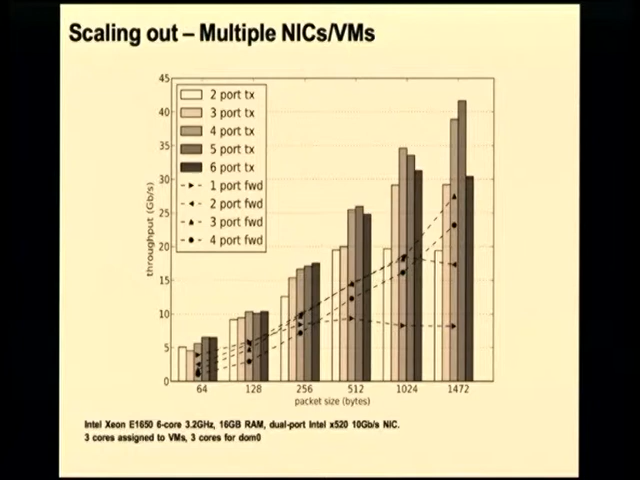 Scaling out – Multiple NICs/VMs
45
40
35
30
25
20
15
10
5
0
throughput (Gb/s)
2 port tx
3 port tx
4 port tx
5 port tx
6 port tx
1 port fwd
2 port fwd
3 port fwd
4 port fwd
64 128 256 512 1024 1472
packet size (bytes)
Intel Xeon E1650 6-core 3.2GHz, 16GB RAM, dual-port Intel x520 10Gb/s NIC.
3 cores assigned to VMs, 3 cores for dom0